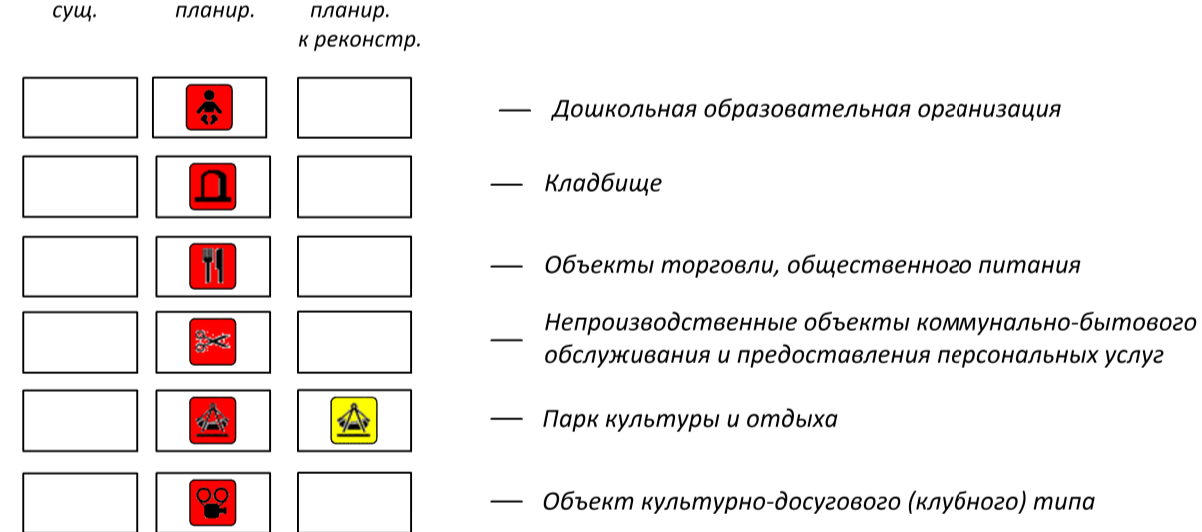 сущ. планир. планир.
к реконстр.
— Дошкольная образовательная организация
— Кладбище
— Объекты торговли, общественного питания
— Непроизводственные объекты коммунально-бытового
обслуживания и предоставления персональных услуг
— Парк культуры и отдыха
— Объект культурно-досугового (клубного) типа